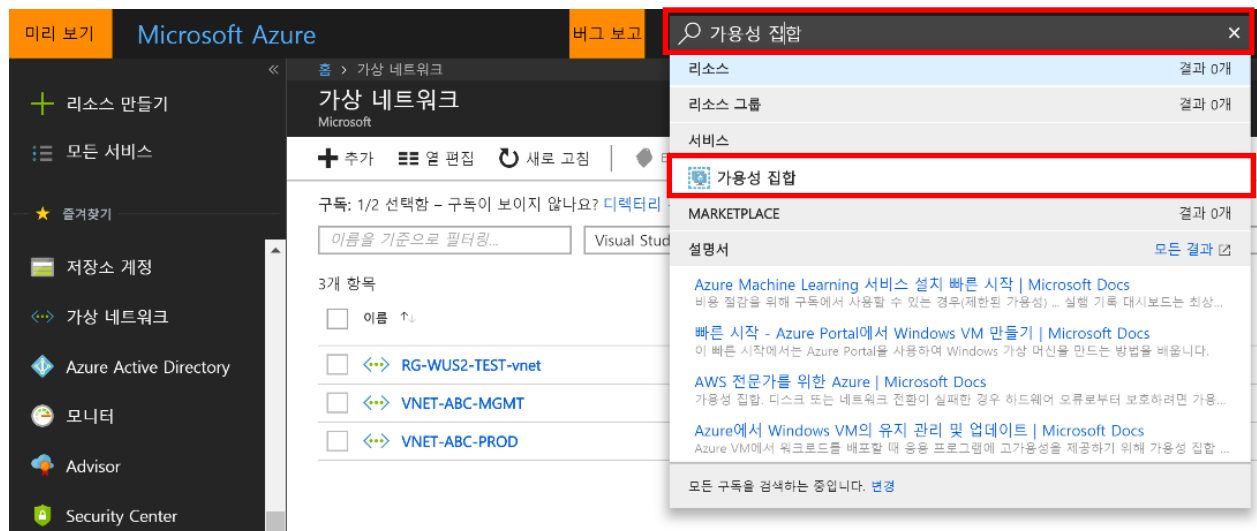 미리 보기
Microsoft Azure
버그 보고
가용성 집합
홈 > 가상 네트워크
가상 네트워크
Microsoft
추가
열 편집
새로 고침
구독: 1/2 선택함 – 구독이 보이지 않나요? 디렉터리
이름을 기준으로 필터링...
Visual Stud
3개 항목
이름
RG-WUS2-TEST-vnet
VNET-ABC-MGMT
VNET-ABC-PROD
리소스 만들기
모든 서비스
즐겨찾기
저장소 계정
가상 네트워크
Azure Active Directory
모니터
Advisor
Security Center
리소스 결과 0개
리소스 그룹 결과 0개
서비스
가용성 집합
MARKETPLACE 결과 0개
설명서 모든 결과
Azure Machine Learning 서비스 설치 빠른 시작 | Microsoft Docs
비용 절감을 위해 구독에서 사용할 수 있는 경우(제한된 가용성) ... 실행 기록 대시보드는 최상...
빠른 시작 - Azure Portal에서 Windows VM 만들기 | Microsoft Docs
이 빠른 시작에서는 Azure Portal을 사용하여 Windows 가상 머신을 만드는 방법을 배웁니다.
AWS 전문가를 위한 Azure | Microsoft Docs
가용성 집합. 디스크 또는 네트워크 전환이 실패한 경우 하드웨어 오류로부터 보호하려면 가용...
Azure에서 Windows VM의 유지 관리 및 업데이트 | Microsoft Docs
Azure VM에서 워크로드를 배포할 때 응용 프로그램에 고가용성을 제공하기 위해 가용성 집합 ...
모든 구독을 검색하는 중입니다. 변경